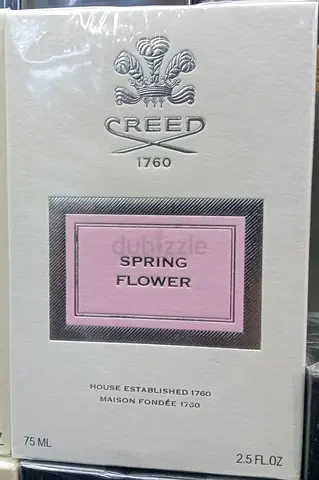 CREED
1760
dubizzle
SPRING
FLOWER
HOUSE ESTABLISHED 1760
MAISON FONDÉE 1760
75 ML
2.5 FL.OZ